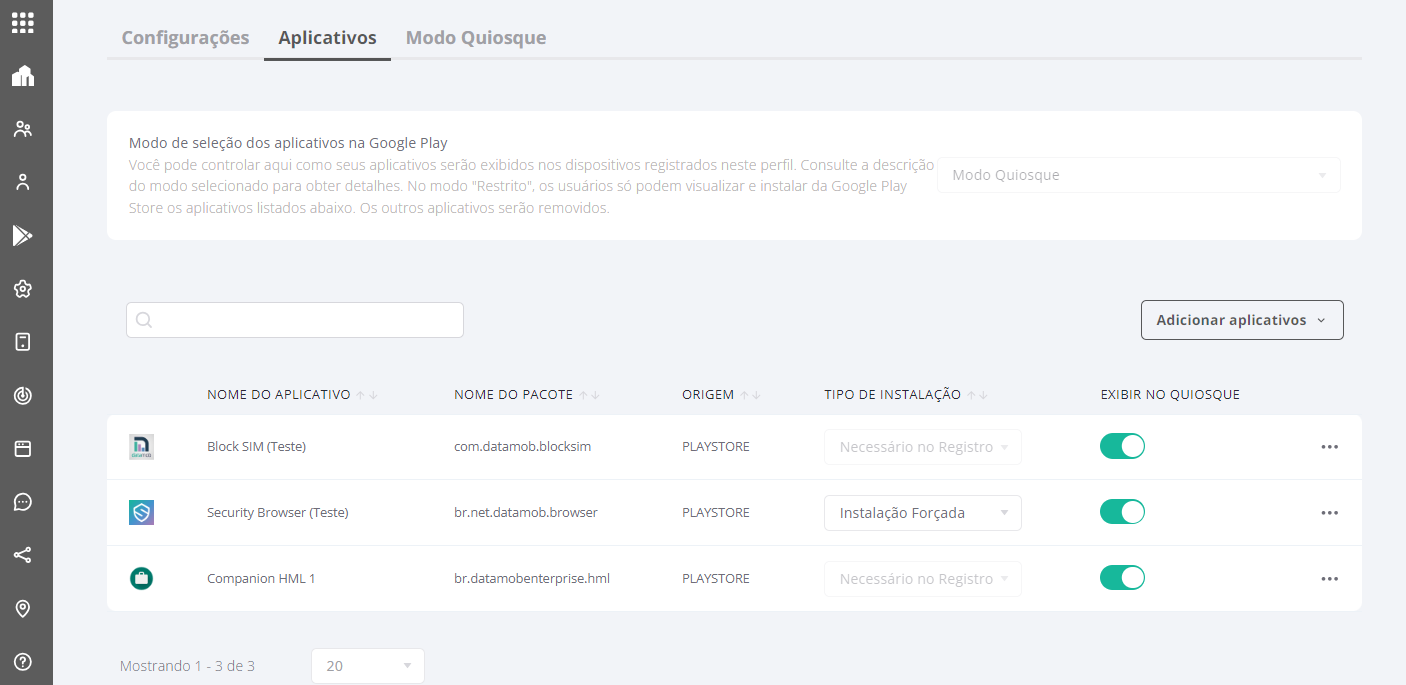 Configurações Aplicativos Modo Quiosque
Modo de seleção dos aplicativos na Google Play
Você pode controlar aqui como seus aplicativos serão exibidos nos dispositivos registrados neste perfil. Consulte a descrição
do modo selecionado para obter detalhes. No modo "Restrito", os usuários só podem visualizar e instalar da Google Play
Store os aplicativos listados abaixo. Os outros aplicativos serão removidos.
Modo Quiosque
Adicionar aplicativos
NOME DO APLICATIVO NOME DO PACOTE ORIGEM TIPO DE INSTALAÇÃO EXIBIR NO QUIOSQUE
Block SIM (Teste) com.datamob.blocksim PLAYSTORE Necessário no Registro
Security Browser (Teste) br.net.datamob.browser PLAYSTORE Instalação Forçada
Companion HML 1 br.datamobenterprise.hml PLAYSTORE Necessário no Registro
Mostrando 1 - 3 de 3 20